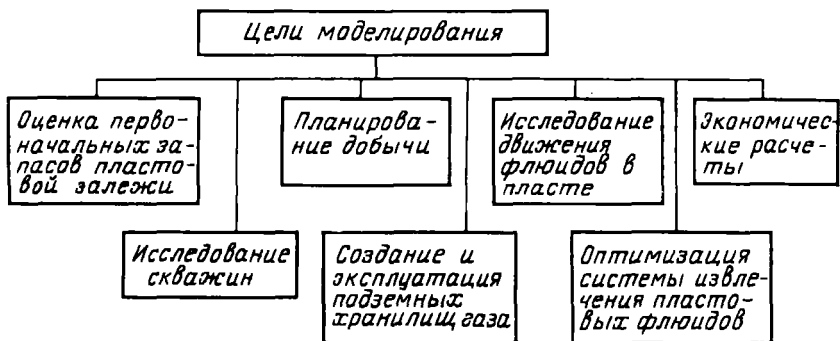 Цели моделирования
Оценка перво-
начальных за-
пасов пласто-
вой залежи
Планирова-
ние добычи
Исследование
движения
флюидов в
пласте
Экономичес-
кие расче-
ты
Исследование
скважин
Создание и
эксплуатация
подземных
хранилищ газа
Оптимизация
системы извле-
чения пласто-
вых флюидов